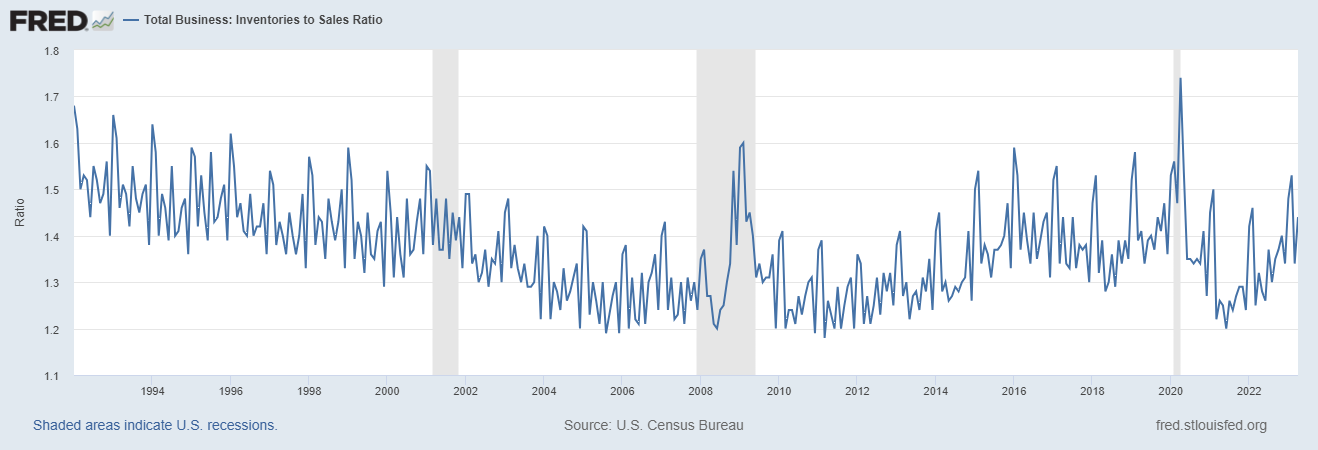 FRED Total Business: Inventories to Sales Ratio
1.8
1.7
1.6
1.5
1.4
1.3
1.2
1.1
Ratio
1994 1996 1998 2000 2002 2004 2006 2008 2010 2012 2014 2016 2018 2020 2022
Shaded areas indicate U.S. recessions. Source: U.S. Census Bureau fred.stlouisfed.org